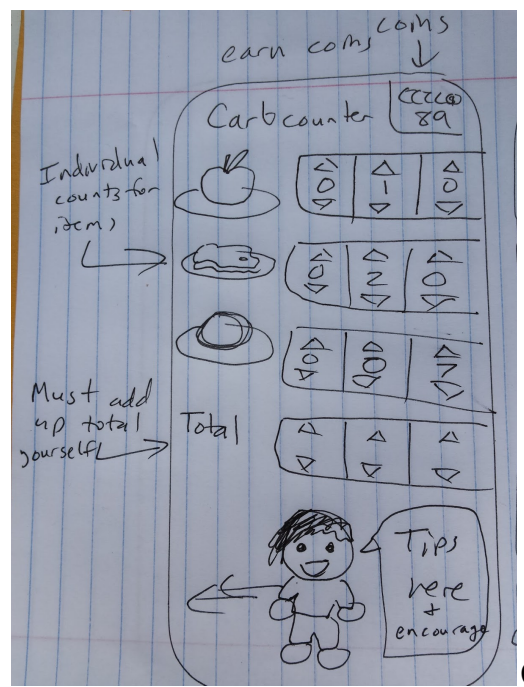 coins
earn coins
Carbcounter
89
Individual
counts for
items
0 1 0
0 2 0
0 0 7
Must add
up total
yourself
Total
Tips
here
+
encourage